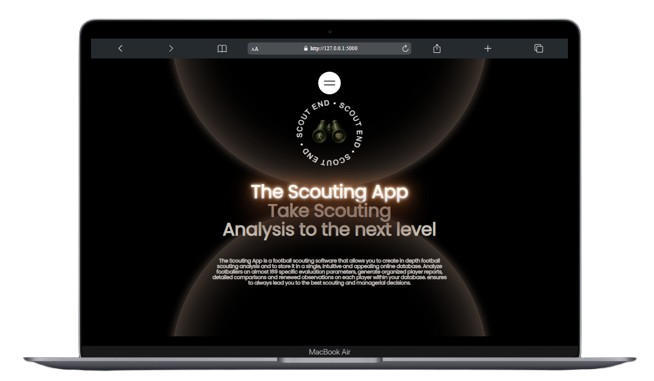 AA
http://127.0.0.1:5000
SCOUT END • SCOUT END • SCOUT END •
The Scouting App
Take Scouting
Analysis to the next level
The Scouting App is a football scouting software that allows you to create in depth football
scouting analysis and to store it in a single, intuitive and appealing online database. Analyze
footballers on almost 169 specific evaluation parameters, generate organized player reports,
detailed comparisons and renewed observations on each player within your database. ensures
to always lead you to the best scouting and managerial decisions.
MacBook Air